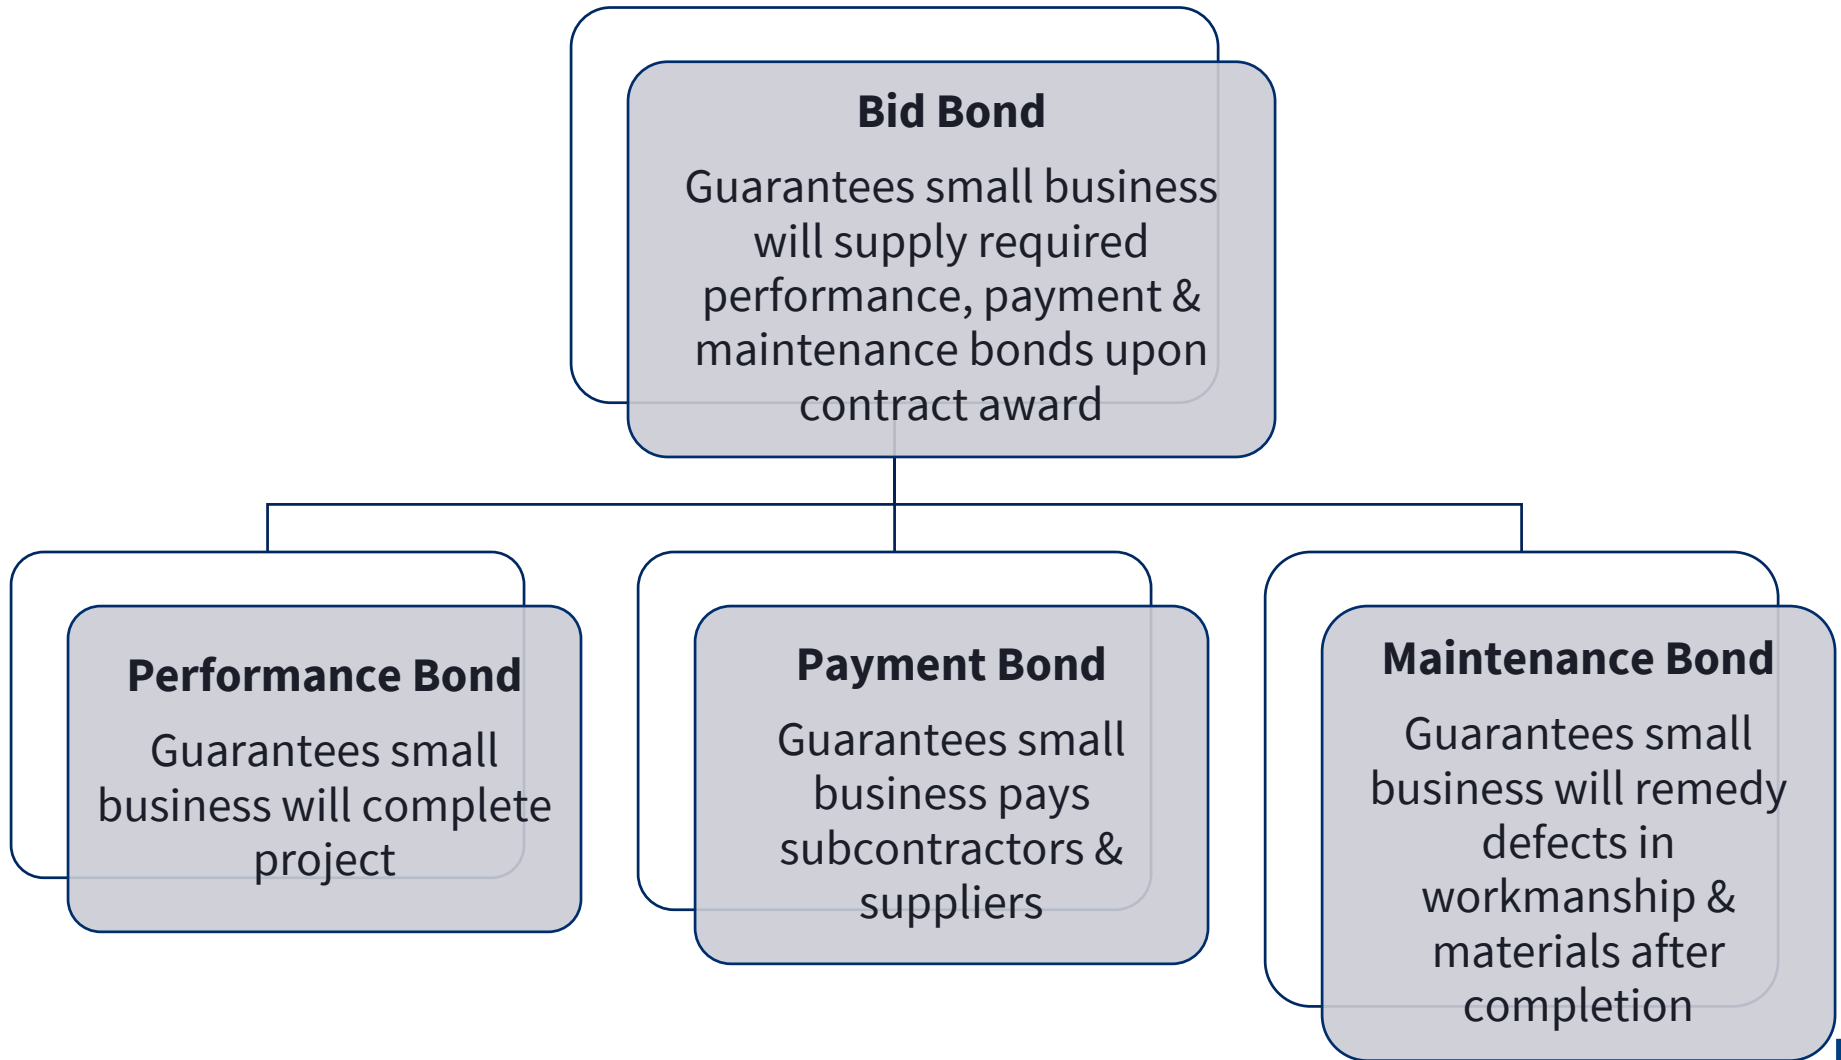 Bid Bond
Guarantees small business
will supply required
performance, payment &
maintenance bonds upon
contract award
Performance Bond
Guarantees small
business will complete
project
Payment Bond
Guarantees small
business pays
subcontractors &
suppliers
Maintenance Bond
Guarantees small
business will remedy
defects in
workmanship &
materials after
completion